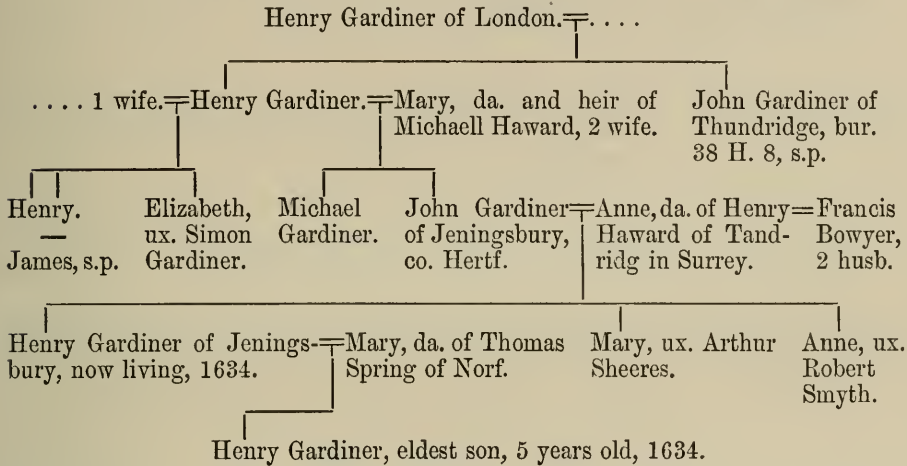 Henry Gardiner of London.=. . . .
. . . . 1 wife.=Henry Gardiner.=Mary, da. and heir of
Michaell Haward, 2 wife.
John Gardiner of
Thundridge, bur.
38 H. 8, s.p.
Henry.
—
James, s.p.
Elizabeth,
ux. Simon
Gardiner.
Michael
Gardiner.
John Gardiner
of Jeningsbury,
co. Hertf.
=Anne, da. of Henry
Haward of Tand-
ridg in Surrey.
=Francis
Bowyer,
2 husb.
Henry Gardiner of Jenings-
bury, now living, 1634.
=Mary, da. of Thomas
Spring of Norf.
Mary, ux. Arthur
Sheeres.
Anne, ux.
Robert
Smyth.
Henry Gardiner, eldest son, 5 years old, 1634.